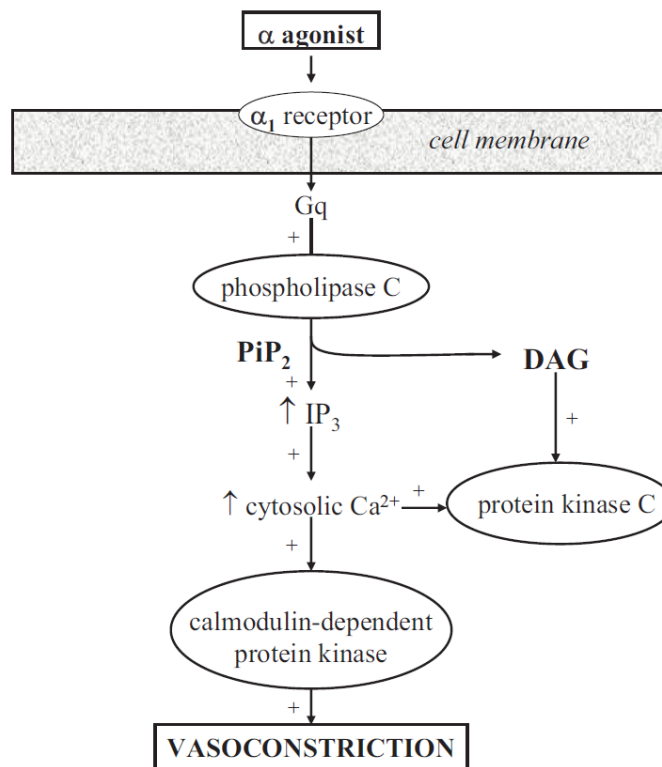 α agonist
α₁ receptor
cell membrane
Gq
+
phospholipase C
PiP₂
DAG
+
↑ IP₃
+
+
↑ cytosolic Ca²⁺
+
protein kinase C
+
calmodulin-dependent
protein kinase
+
VASOCONSTRICTION